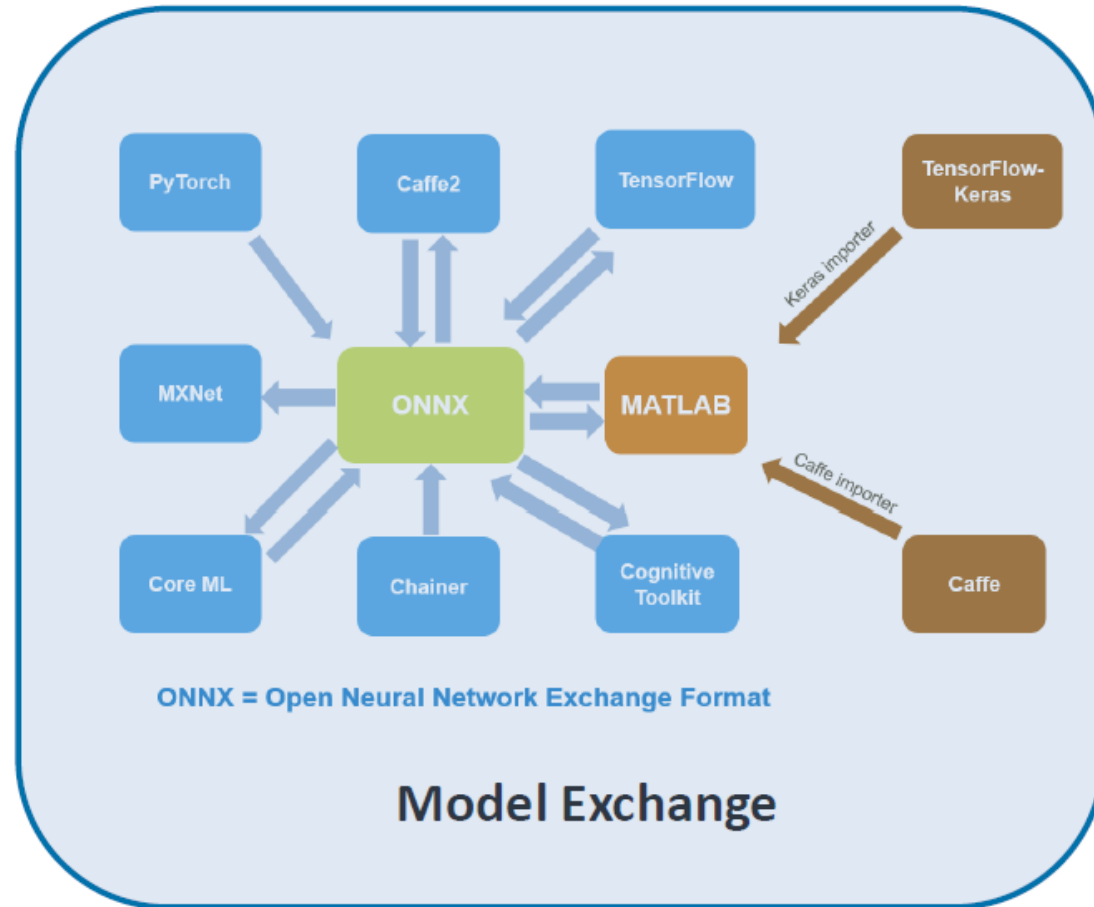 PyTorch
Caffe2
TensorFlow
TensorFlow-
Keras
Keras importer
MXNet
ONNX
MATLAB
Caffe importer
Core ML
Chainer
Cognitive
Toolkit
Caffe
ONNX = Open Neural Network Exchange Format
Model Exchange